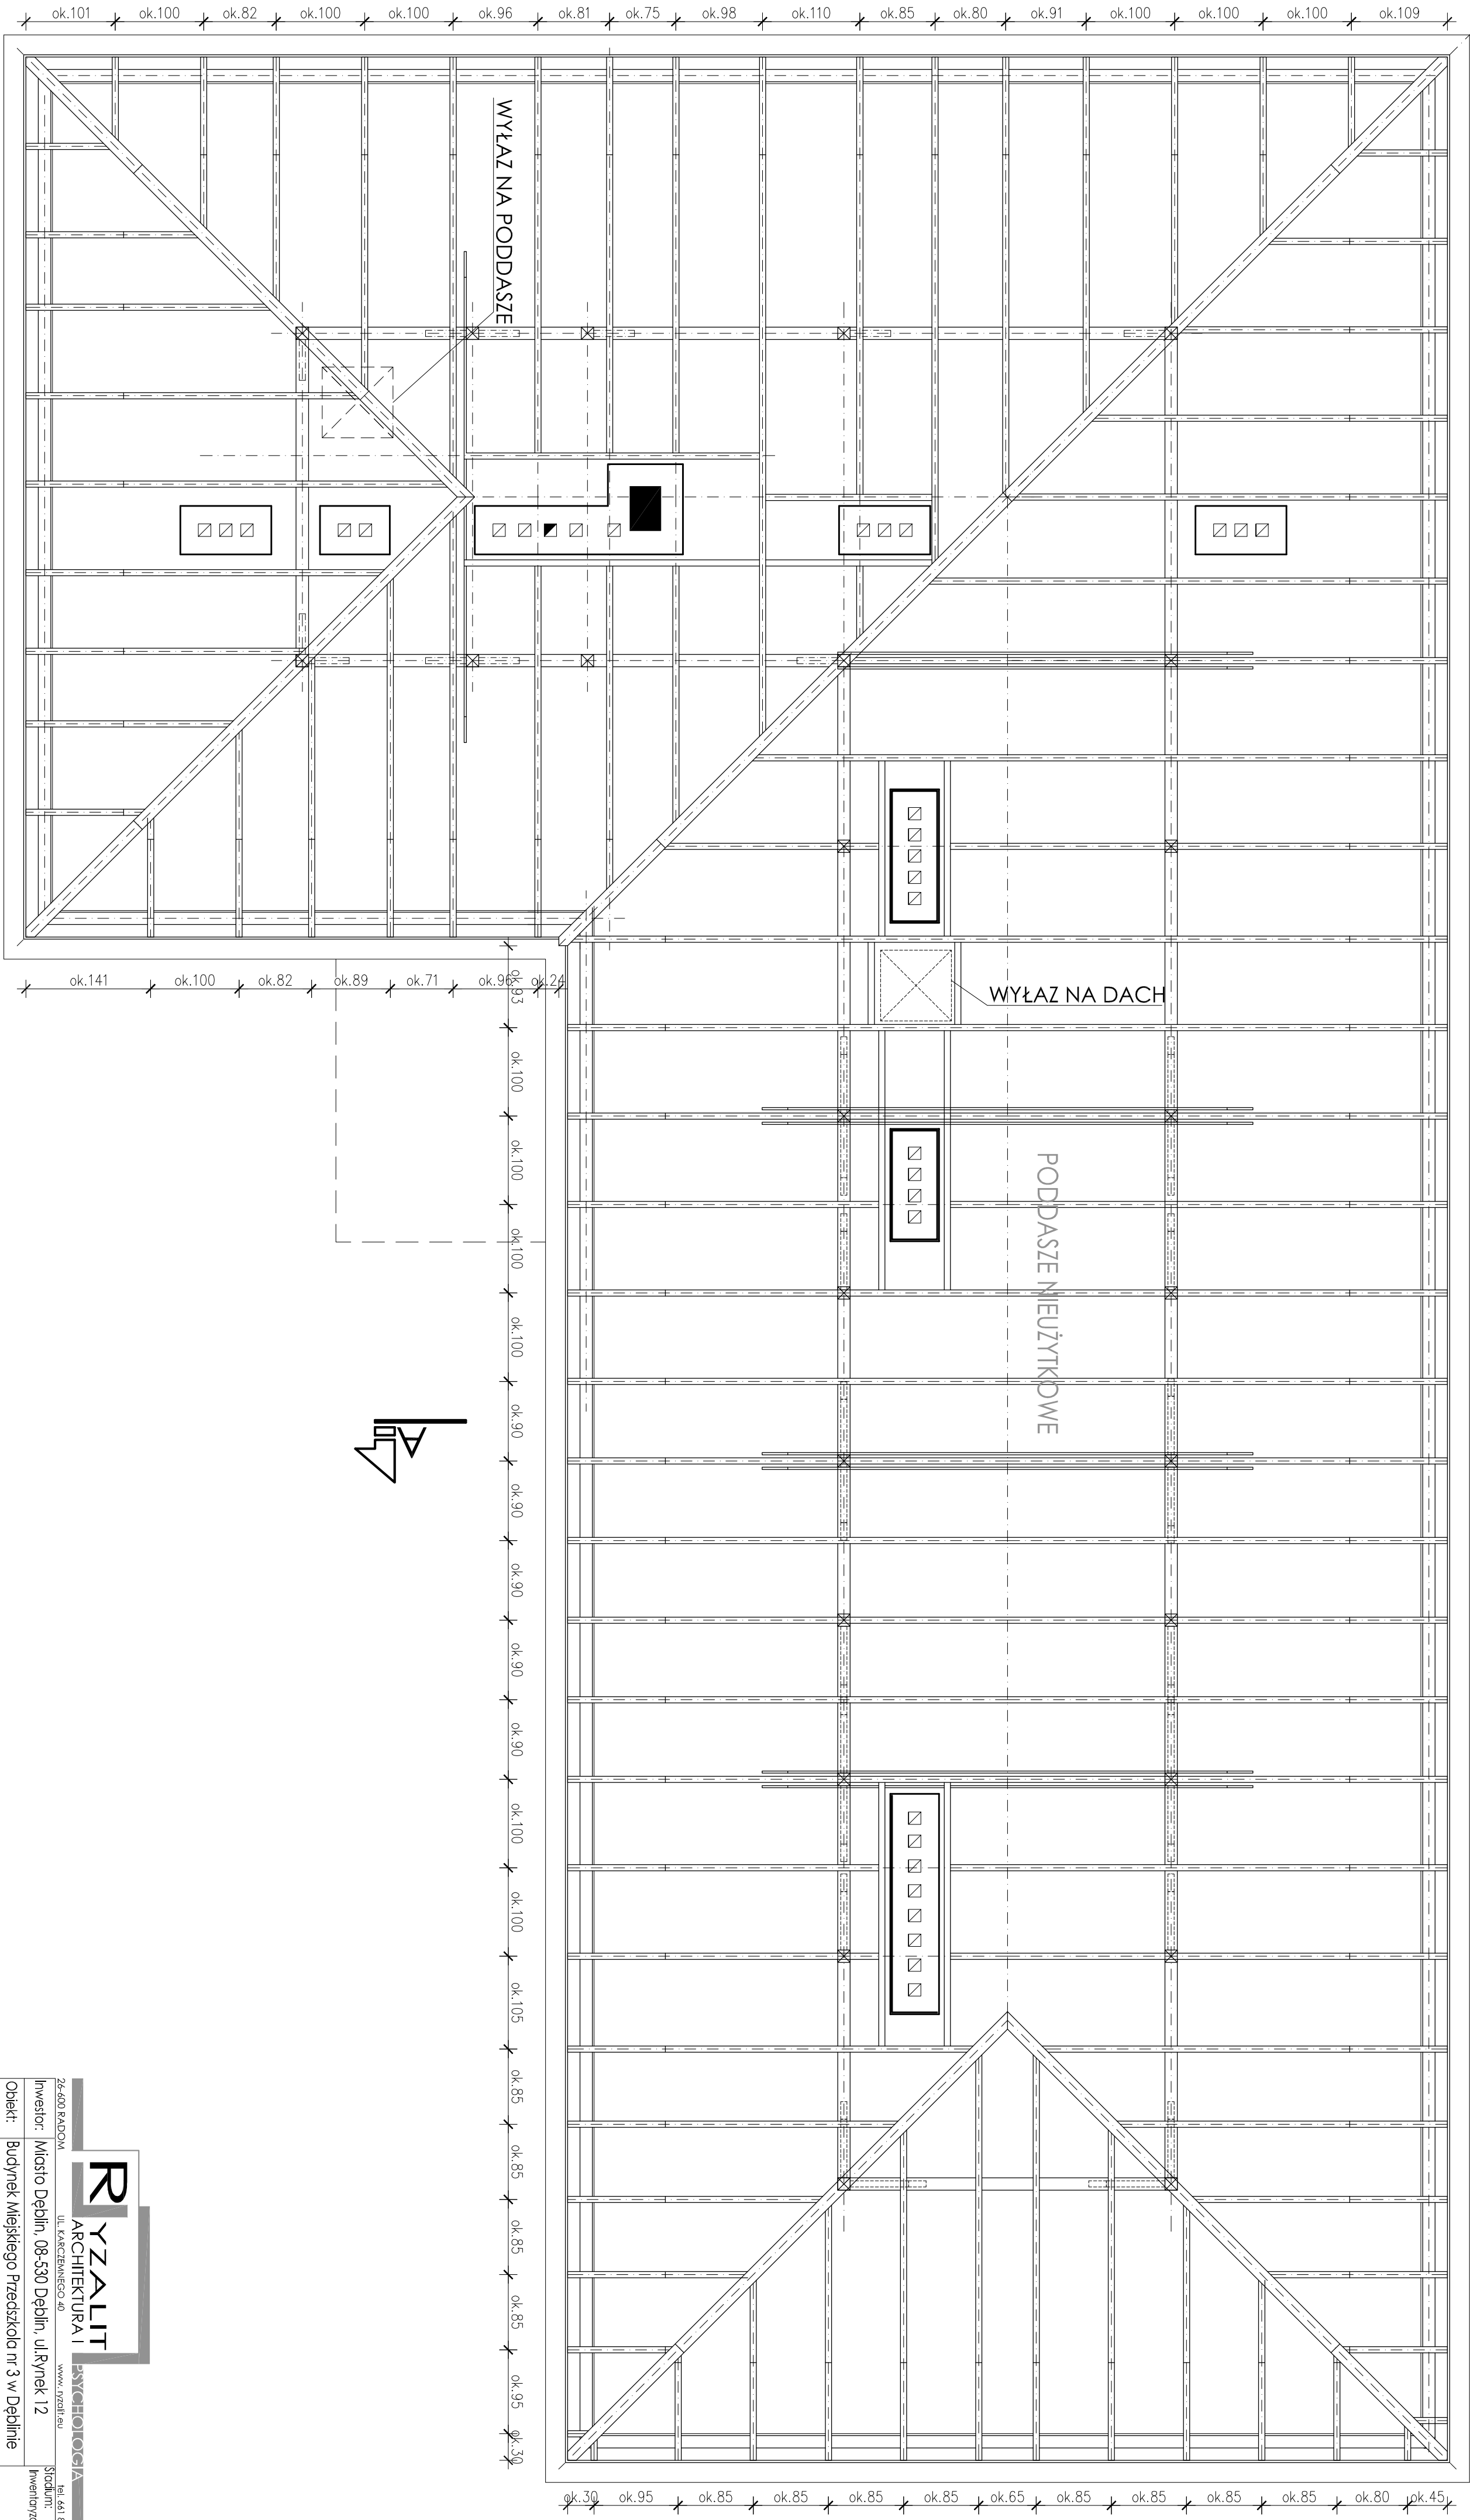 ok.101 ok.100 ok.82 ok.100 ok.100 ok.96 ok.81 ok.75 ok.98 ok.110 ok.85 ok.80 ok.91 ok.100 ok.100 ok.100 ok.109
WYŁAZ NA PODDASZE
ok.141 ok.100 ok.82 ok.89 ok.71 ok.96 ok.24
WYŁAZ NA DACH
PODDASZE NIEUŻYTKOWE
ok.93
ok.100
ok.100
ok.100
ok.100
ok.90
ok.90
ok.90
ok.90
ok.90
ok.100
ok.100
ok.105
ok.85
ok.85
ok.85
ok.85
ok.95
ok.30
A
ok.30 ok.95 ok.85 ok.85 ok.85 ok.65 ok.85 ok.85 ok.85 ok.80 ok.45
RYZALIT
ARCHITEKTURA I PSYCHOLOGIA
26-600 RADOM UL. KARCZEMNEGO 40 www. ryzalit.eu tel. 661 8
Inwestor: Miasto Dęblin, 08-530 Dęblin, ul.Rynek 12
Stadium:
Obiekt: Budynek Miejskiego Przedszkola nr 3 w Dęblinie